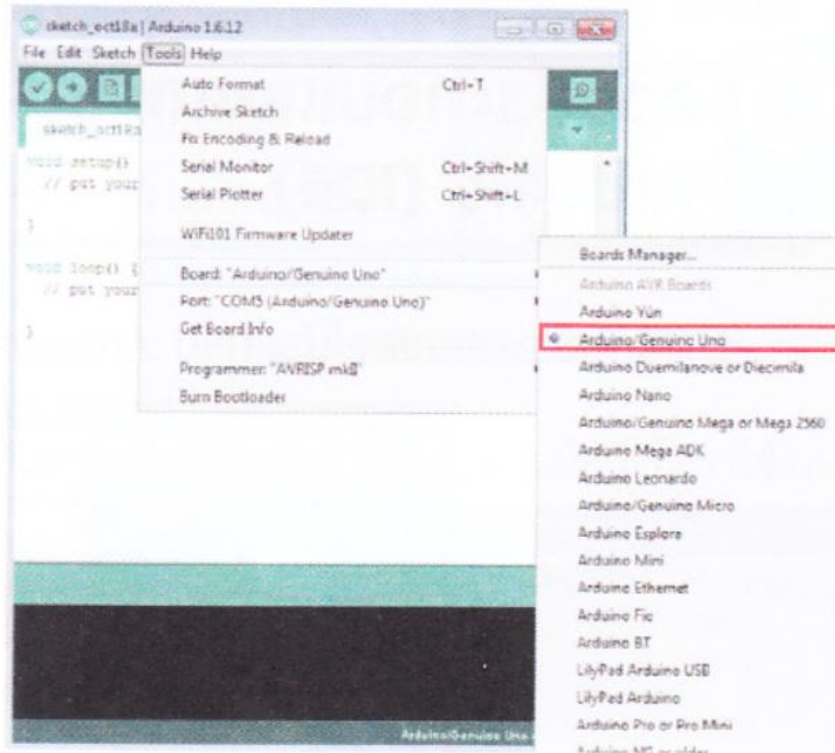 sketch_oct18a | Arduino 1.6.12
File Edit Sketch Tools Help
sketch_oct18a
void setup()
// put your
}
void loop() {
// put your
}
Auto Format Ctrl+T
Archive Sketch
Fix Encoding & Reload
Serial Monitor Ctrl+Shift+M
Serial Plotter Ctrl+Shift+L
WiFi101 Firmware Updater
Board: "Arduino/Genuino Uno"
Port: "COM5 (Arduino/Genuino Uno)"
Get Board Info
Programmer: "AVRISP mkII"
Burn Bootloader
Boards Manager...
Arduino AVR Boards
Arduino Yún
Arduino/Genuino Uno
Arduino Duemilanove or Diecimila
Arduino Nano
Arduino/Genuino Mega or Mega 2560
Arduino Mega ADK
Arduino Leonardo
Arduino/Genuino Micro
Arduino Esplora
Arduino Mini
Arduino Ethernet
Arduino Fio
Arduino BT
LilyPad Arduino USB
LilyPad Arduino
Arduino Pro or Pro Mini
Arduino NG or older
Arduino/Genuino Uno